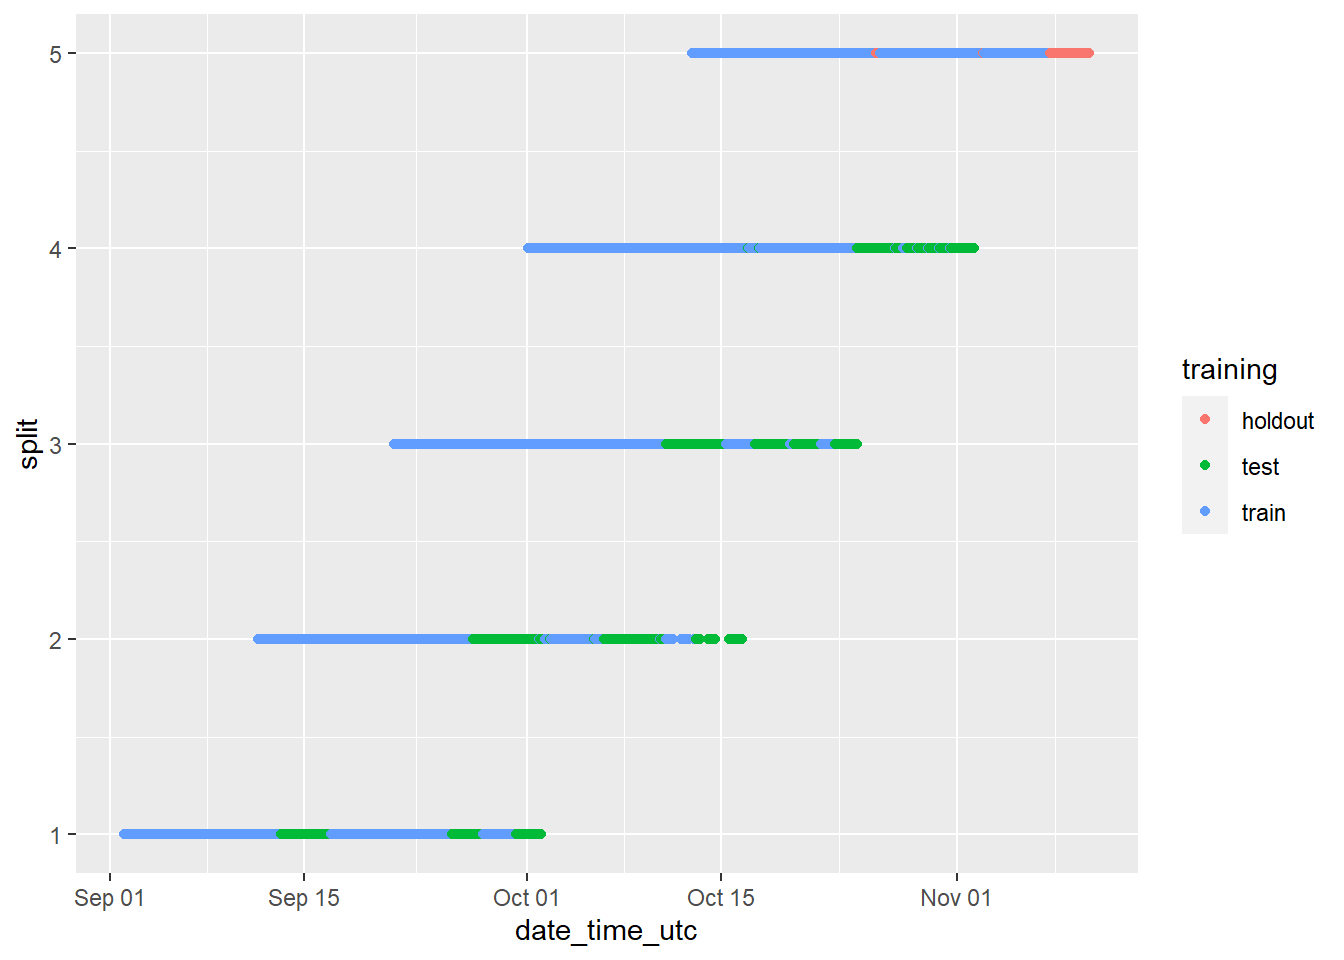 5
4
3
2
1
split
Sep 01
Sep 15
Oct 01
Oct 15
Nov 01
date_time_utc
training
holdout
test
train